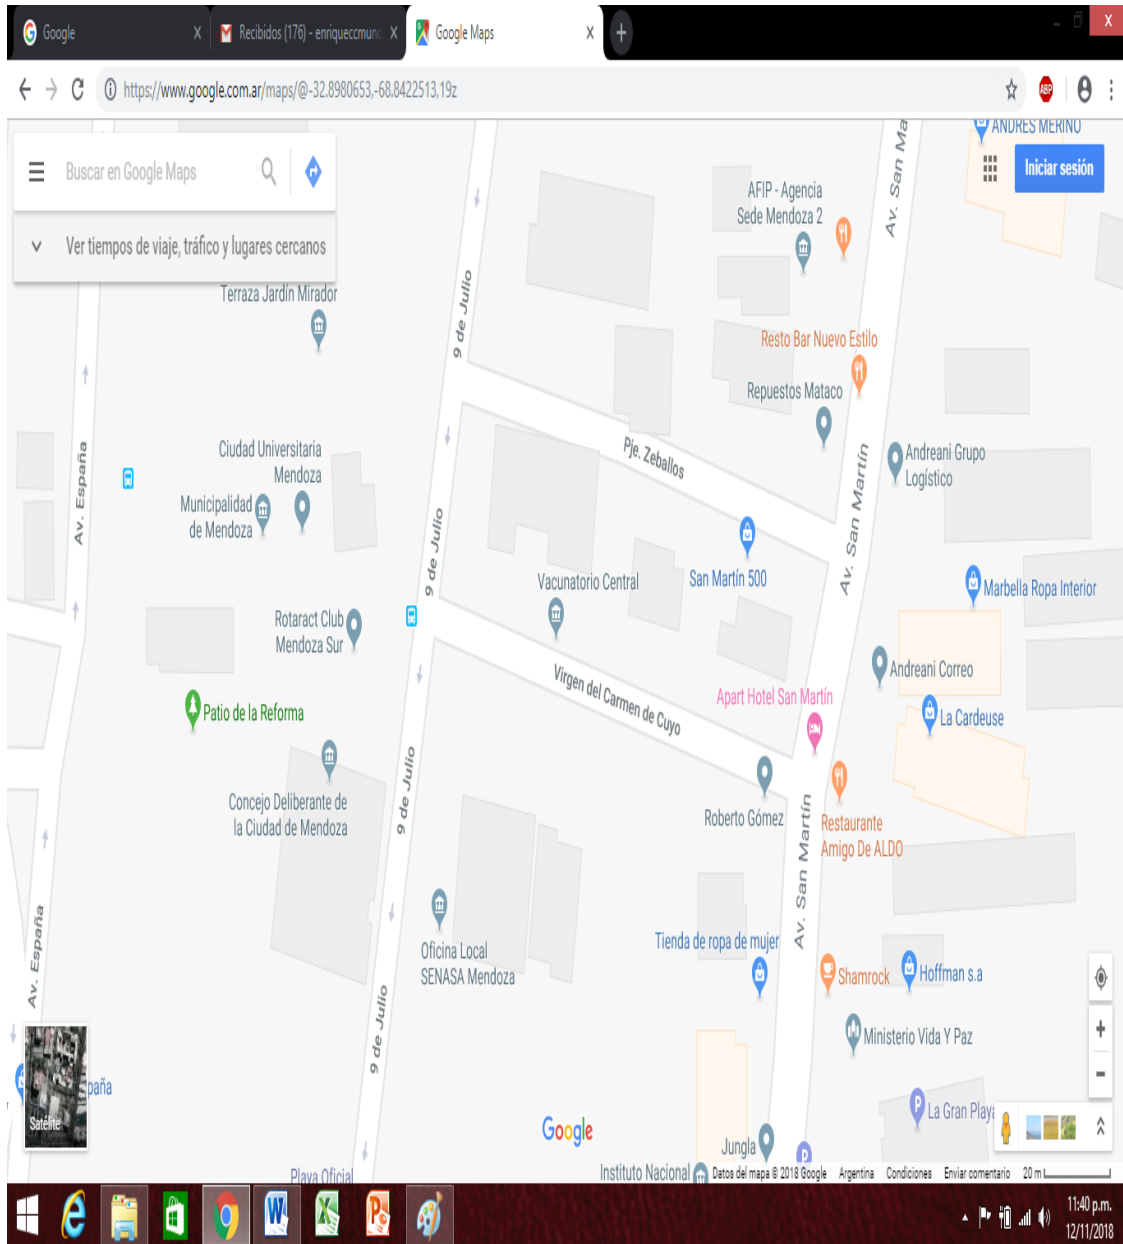 Google
Recibidos (176) - enriqueccmund
Google Maps
https://www.google.com.ar/maps/@-32.8980653,-68.8422513,19z
ABP
ANDRES MERINO
Buscar en Google Maps
Iniciar sesión
Ver tiempos de viaje, tráfico y lugares cercanos
AFIP - Agencia
Sede Mendoza 2
Av. San Ma
Terraza Jardín Mirador
9 de Julio
Resto Bar Nuevo Estilo
Repuestos Mataco
Ciudad Universitaria
Mendoza
Pje. Zeballos
Andreani Grupo
Logístico
Av. España
Municipalidad
de Mendoza
Av. San Martín
9 de Julio
Vacunatorio Central
San Martín 500
Marbella Ropa Interior
Rotaract Club
Mendoza Sur
Andreani Correo
Virgen del Carmen de Cuyo
Apart Hotel San Martín
Patio de la Reforma
La Cardeuse
Concejo Deliberante de
la Ciudad de Mendoza
9 de Julio
Roberto Gómez
Restaurante
Amigo De ALDO
Av. San Martín
Av. España
Oficina Local
SENASA Mendoza
Tienda de ropa de mujer
Shamrock
Hoffman s.a
9 de Julio
Ministerio Vida Y Paz
paña
Satélite
Google
P
La Gran Playa
Jungla
P
Playa Oficial
Instituto Nacional
Datos del mapa © 2018 Google
Argentina
Condiciones
Enviar comentario
20 m
11:40 p.m.
12/11/2018